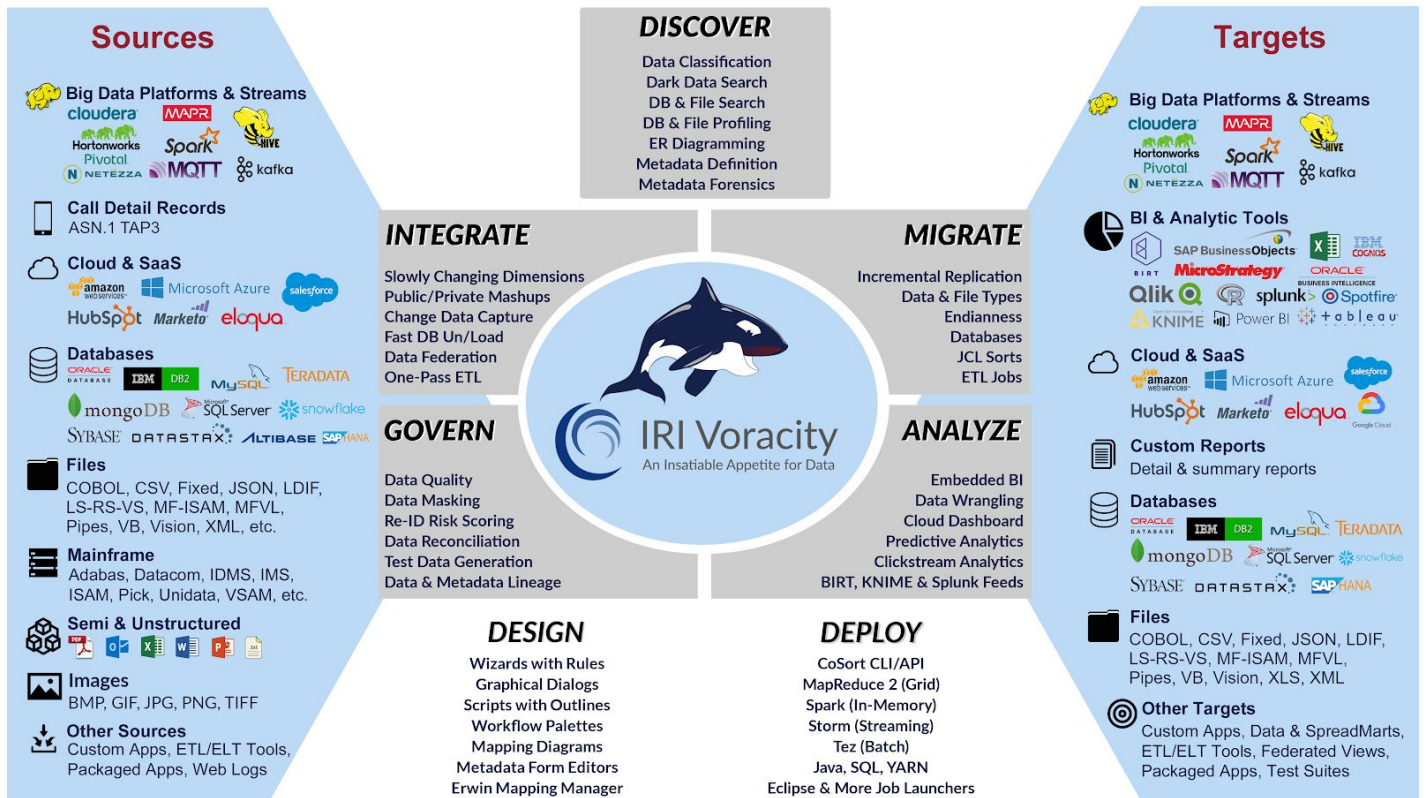 Sources
Big Data Platforms & Streams
cloudera
MAPR
HIVE
Hortonworks
Spark
Pivotal
N NETEZZA
MQTT
kafka
Call Detail Records
ASN.1 TAP3
Cloud & SaaS
amazon
web services™
Microsoft Azure
salesforce
HubSpot
Marketo
eloqua
Databases
ORACLE
DATABASE
IBM DB2
MySQL
TERADATA
mongoDB
Microsoft
SQL Server
snowflake
SYBASE
DATASTAX
ALTIBASE
SAP HANA
Files
COBOL, CSV, Fixed, JSON, LDIF,
LS-RS-VS, MF-ISAM, MFVL,
Pipes, VB, Vision, XML, etc.
Mainframe
Adabas, Datacom, IDMS, IMS,
ISAM, Pick, Unidata, VSAM, etc.
Semi & Unstructured
PDF
.txt
Images
BMP, GIF, JPG, PNG, TIFF
Other Sources
Custom Apps, ETL/ELT Tools,
Packaged Apps, Web Logs
DISCOVER
Data Classification
Dark Data Search
DB & File Search
DB & File Profiling
ER Diagramming
Metadata Definition
Metadata Forensics
INTEGRATE
Slowly Changing Dimensions
Public/Private Mashups
Change Data Capture
Fast DB Un/Load
Data Federation
One-Pass ETL
MIGRATE
Incremental Replication
Data & File Types
Endianness
Databases
JCL Sorts
ETL Jobs
IRI Voracity
An Insatiable Appetite for Data
GOVERN
Data Quality
Data Masking
Re-ID Risk Scoring
Data Reconciliation
Test Data Generation
Data & Metadata Lineage
ANALYZE
Embedded BI
Data Wrangling
Cloud Dashboard
Predictive Analytics
Clickstream Analytics
BIRT, KNIME & Splunk Feeds
DESIGN
Wizards with Rules
Graphical Dialogs
Scripts with Outlines
Workflow Palettes
Mapping Diagrams
Metadata Form Editors
Erwin Mapping Manager
DEPLOY
CoSort CLI/API
MapReduce 2 (Grid)
Spark (In-Memory)
Storm (Streaming)
Tez (Batch)
Java, SQL, YARN
Eclipse & More Job Launchers
Targets
Big Data Platforms & Streams
cloudera
MAPR
HIVE
Hortonworks
Spark
Pivotal
N NETEZZA
MQTT
kafka
BI & Analytic Tools
BIRT
SAP BusinessObjects
IBM
COGNOS
MicroStrategy
ORACLE
BUSINESS INTELLIGENCE
Qlik
R
splunk>
Spotfire
KNIME
Power BI
+ableau
Cloud & SaaS
amazon
web services™
Microsoft Azure
salesforce
HubSpot
Marketo
eloqua
Google Cloud
Custom Reports
Detail & summary reports
Databases
ORACLE
DATABASE
IBM DB2
MySQL
TERADATA
mongoDB
Microsoft
SQL Server
snowflake
SYBASE
DATASTAX
SAP HANA
Files
COBOL, CSV, Fixed, JSON, LDIF,
LS-RS-VS, MF-ISAM, MFVL,
Pipes, VB, Vision, XLS, XML
Other Targets
Custom Apps, Data & SpreadMarts,
ETL/ELT Tools, Federated Views,
Packaged Apps, Test Suites